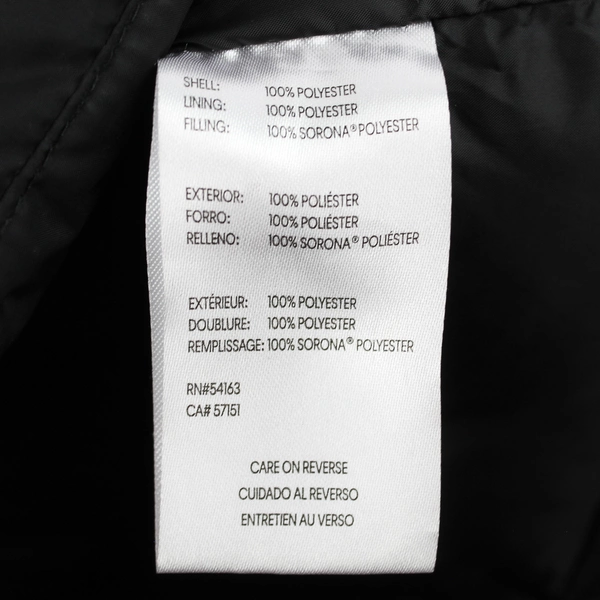 SHELL: 100% POLYESTER
LINING: 100% POLYESTER
FILLING: 100% SORONA® POLYESTER
EXTERIOR: 100% POLIÉSTER
FORRO: 100% POLIÉSTER
RELLENO: 100% SORONA® POLIÉSTER
EXTÉRIEUR: 100% POLYESTER
DOUBLURE: 100% POLYESTER
REMPLISSAGE: 100% SORONA® POLYESTER
RN#54163
CA# 57151
CARE ON REVERSE
CUIDADO AL REVERSO
ENTRETIEN AU VERSO